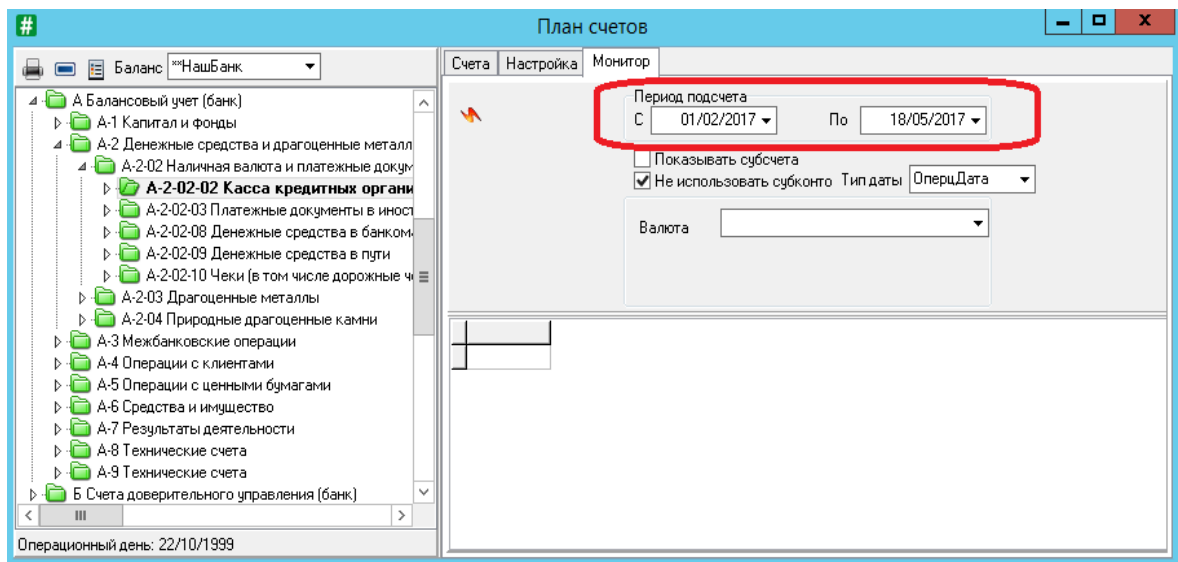 План счетов
Баланс **НашБанк
А Балансовый учет (банк)
А-1 Капитал и фонды
А-2 Денежные средства и драгоценные металл
А-2-02 Наличная валюта и платежные докум
А-2-02-02 Касса кредитных органи
А-2-02-03 Платежные документы в иност
А-2-02-08 Денежные средства в банком
А-2-02-09 Денежные средства в пути
А-2-02-10 Чеки (в том числе дорожные ч
А-2-03 Драгоценные металлы
А-2-04 Природные драгоценные камни
А-3 Межбанковские операции
А-4 Операции с клиентами
А-5 Операции с ценными бумагами
А-6 Средства и имущество
А-7 Результаты деятельности
А-8 Технические счета
А-9 Технические счета
Б Счета доверительного управления (банк)
Операционный день: 22/10/1999
Счета Настройка Монитор
Период подсчета
С 01/02/2017 По 18/05/2017
Показывать субсчета
Не использовать субконто Тип даты ОперцДата
Валюта